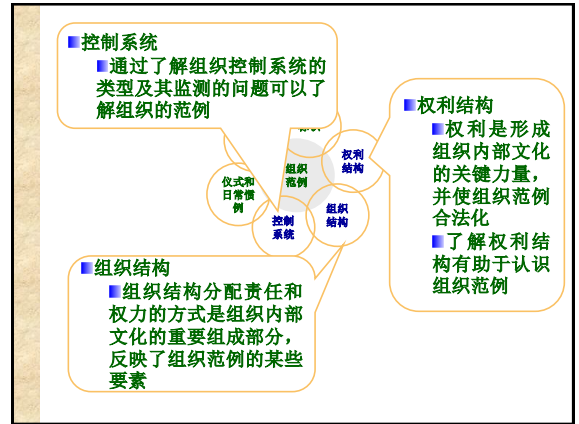 ■控制系统
■通过了解组织控制系统的
类型及其监测的问题可以了
解组织的范例
■权利结构
■权利是形成
组织内部文化
的关键力量,
并使组织范例
合法化
■了解权利结
构有助于认识
组织范例
权利
结构
组织
范例
仪式和
日常惯
例
组织
结构
控制
系统
■组织结构
■组织结构分配责任和
权力的方式是组织内部
文化的重要组成部分,
反映了组织范例的某些
要素